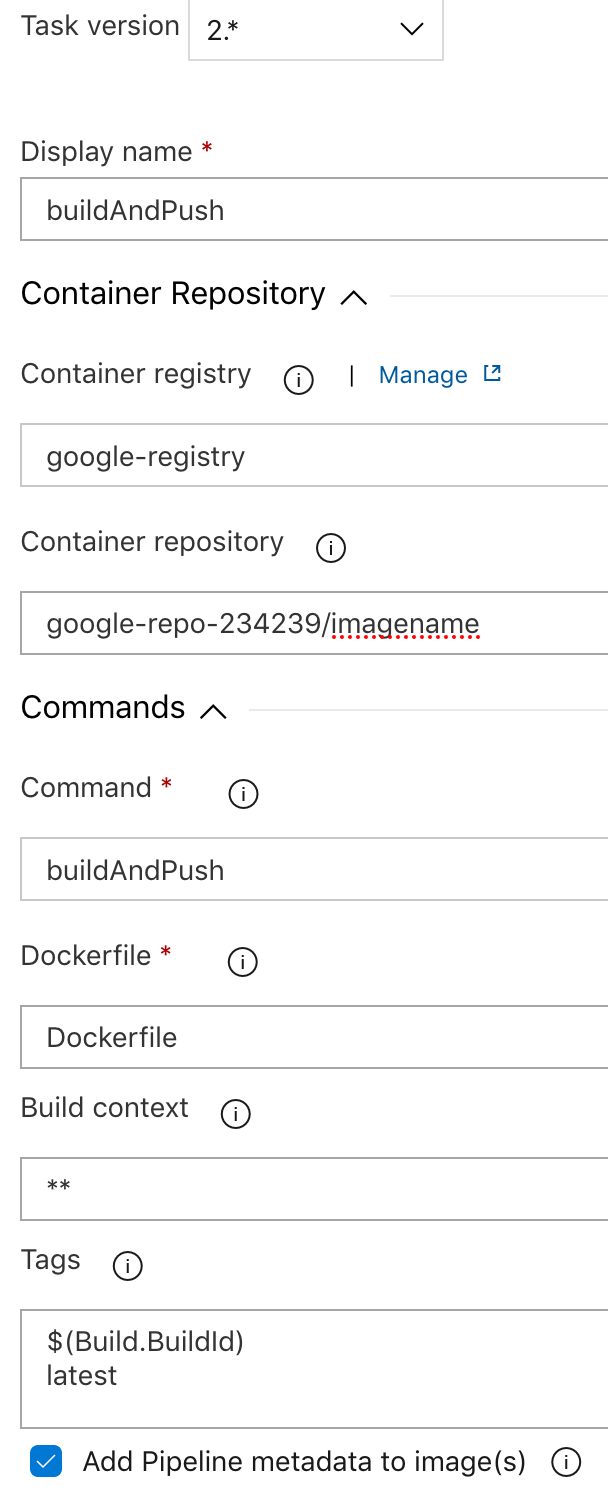 Task version 2.*
Display name *
buildAndPush
Container Repository
Container registry | Manage
google-registry
Container repository
google-repo-234239/imagename
Commands
Command *
buildAndPush
Dockerfile *
Dockerfile
Build context
**
Tags
$(Build.BuildId)
latest
Add Pipeline metadata to image(s)